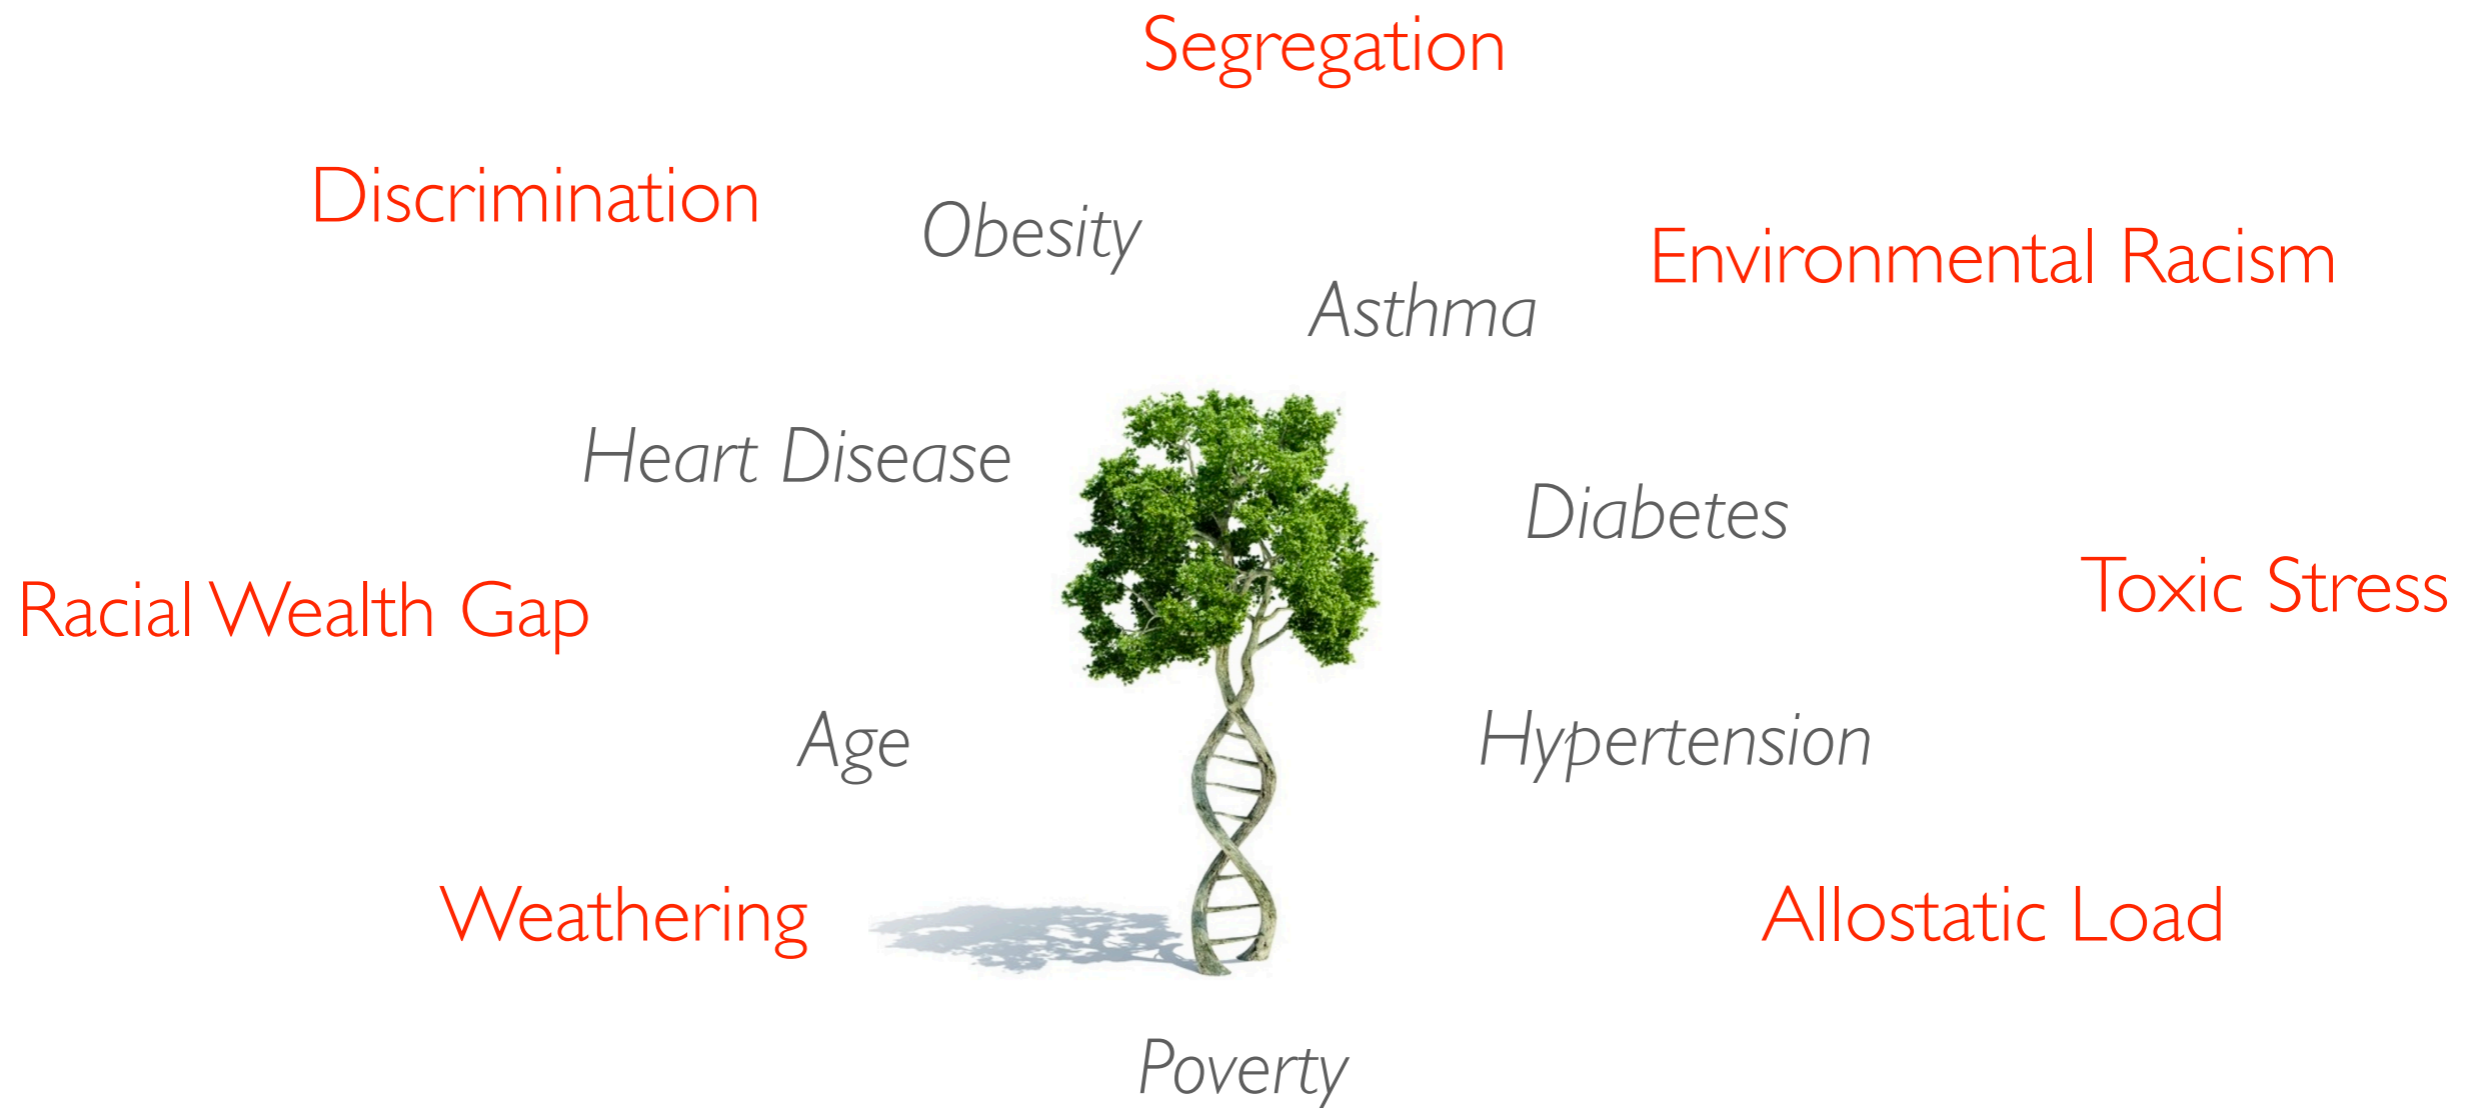 Segregation
Discrimination
Obesity
Environmental Racism
Asthma
Heart Disease
Diabetes
Racial Wealth Gap
Toxic Stress
Age
Hypertension
Weathering
Allostatic Load
Poverty